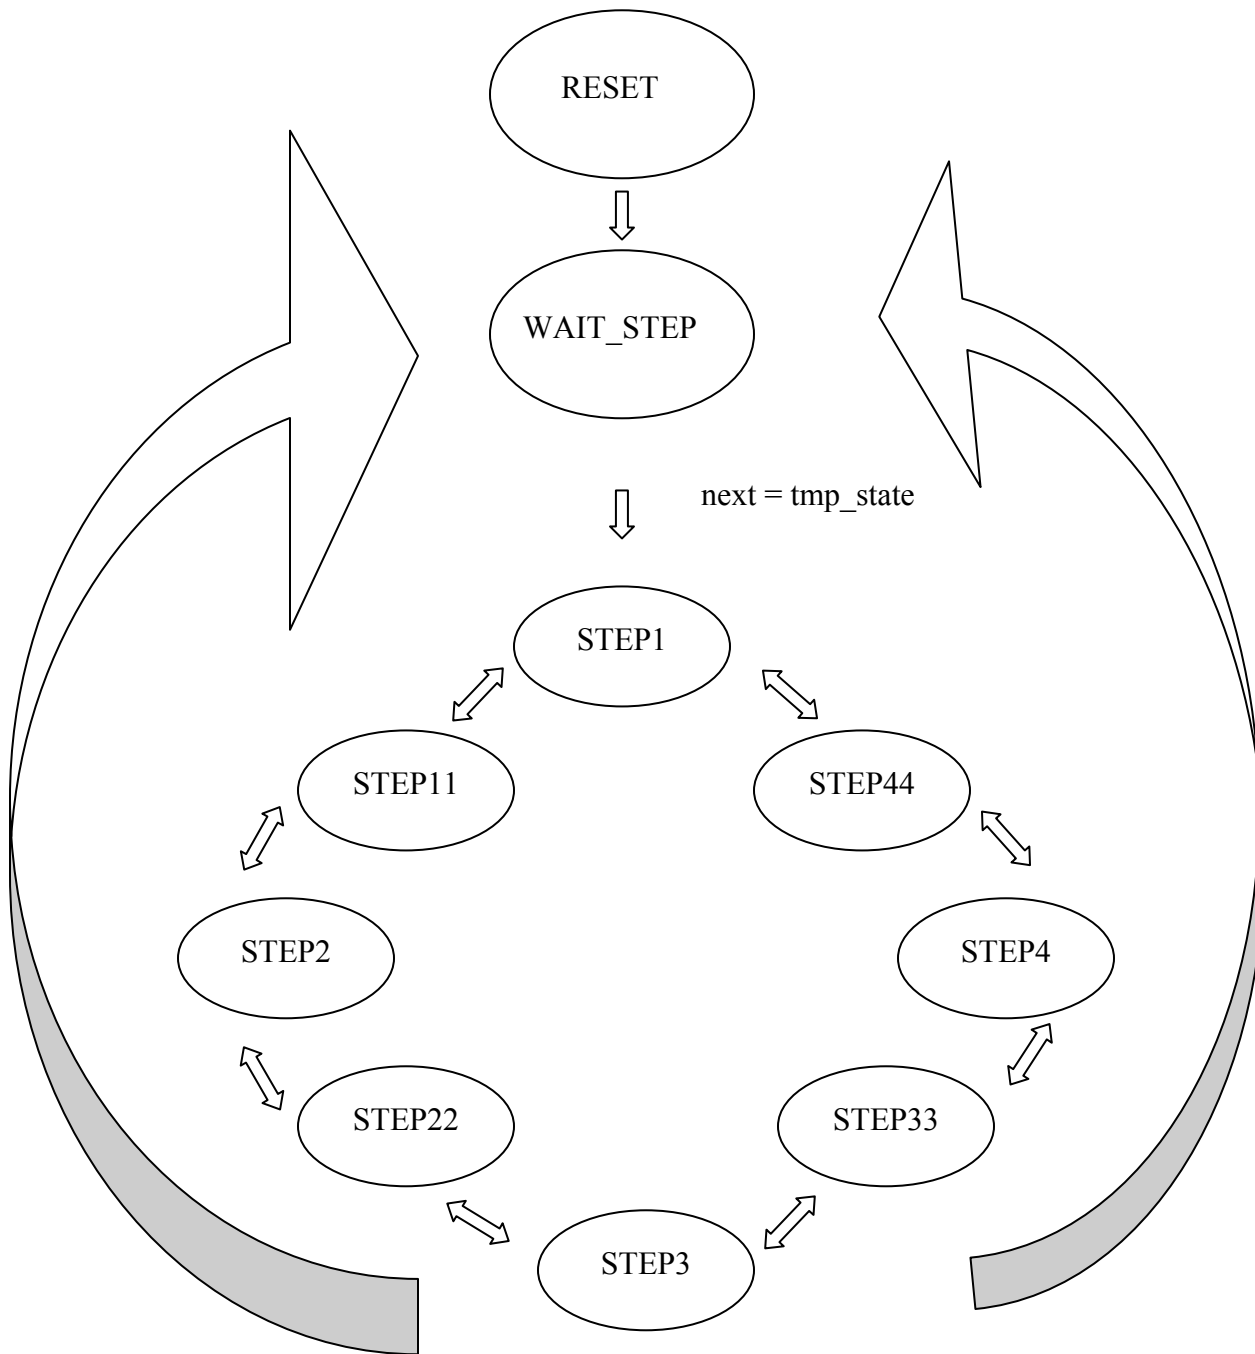 RESET
WAIT_STEP
next = tmp_state
STEP1
STEP11
STEP44
STEP2
STEP4
STEP22
STEP33
STEP3